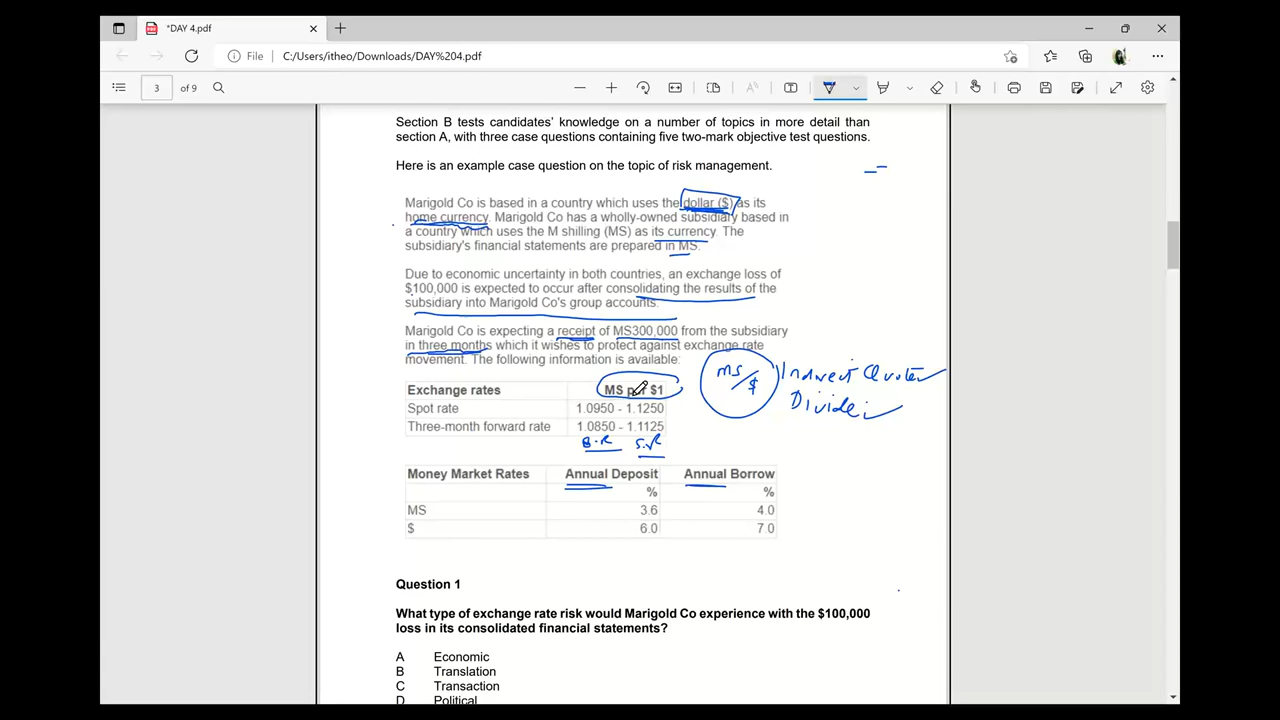 *DAY 4.pdf
File
C:/Users/itheo/Downloads/DAY%204.pdf
3 of 9
Section B tests candidates' knowledge on a number of topics in more detail than
section A, with three case questions containing five two-mark objective test questions.
Here is an example case question on the topic of risk management.
Marigold Co is based in a country which uses the dollar ($) as its
home currency. Marigold Co has a wholly-owned subsidiary based in
a country which uses the M shilling (MS) as its currency. The
subsidiary's financial statements are prepared in MS.
Due to economic uncertainty in both countries, an exchange loss of
$100,000 is expected to occur after consolidating the results of the
subsidiary into Marigold Co's group accounts.
Marigold Co is expecting a receipt of MS300,000 from the subsidiary
in three months which it wishes to protect against exchange rate
movement. The following information is available:
MS/$ Indirect Quote
Divide
Exchange rates MS per $1
Spot rate 1.0950 - 1.1250
Three-month forward rate 1.0850 - 1.1125
B.R S.R
Money Market Rates Annual Deposit Annual Borrow
% %
MS 3.6 4.0
$ 6.0 7.0
Question 1
What type of exchange rate risk would Marigold Co experience with the $100,000
loss in its consolidated financial statements?
A Economic
B Translation
C Transaction
D Political